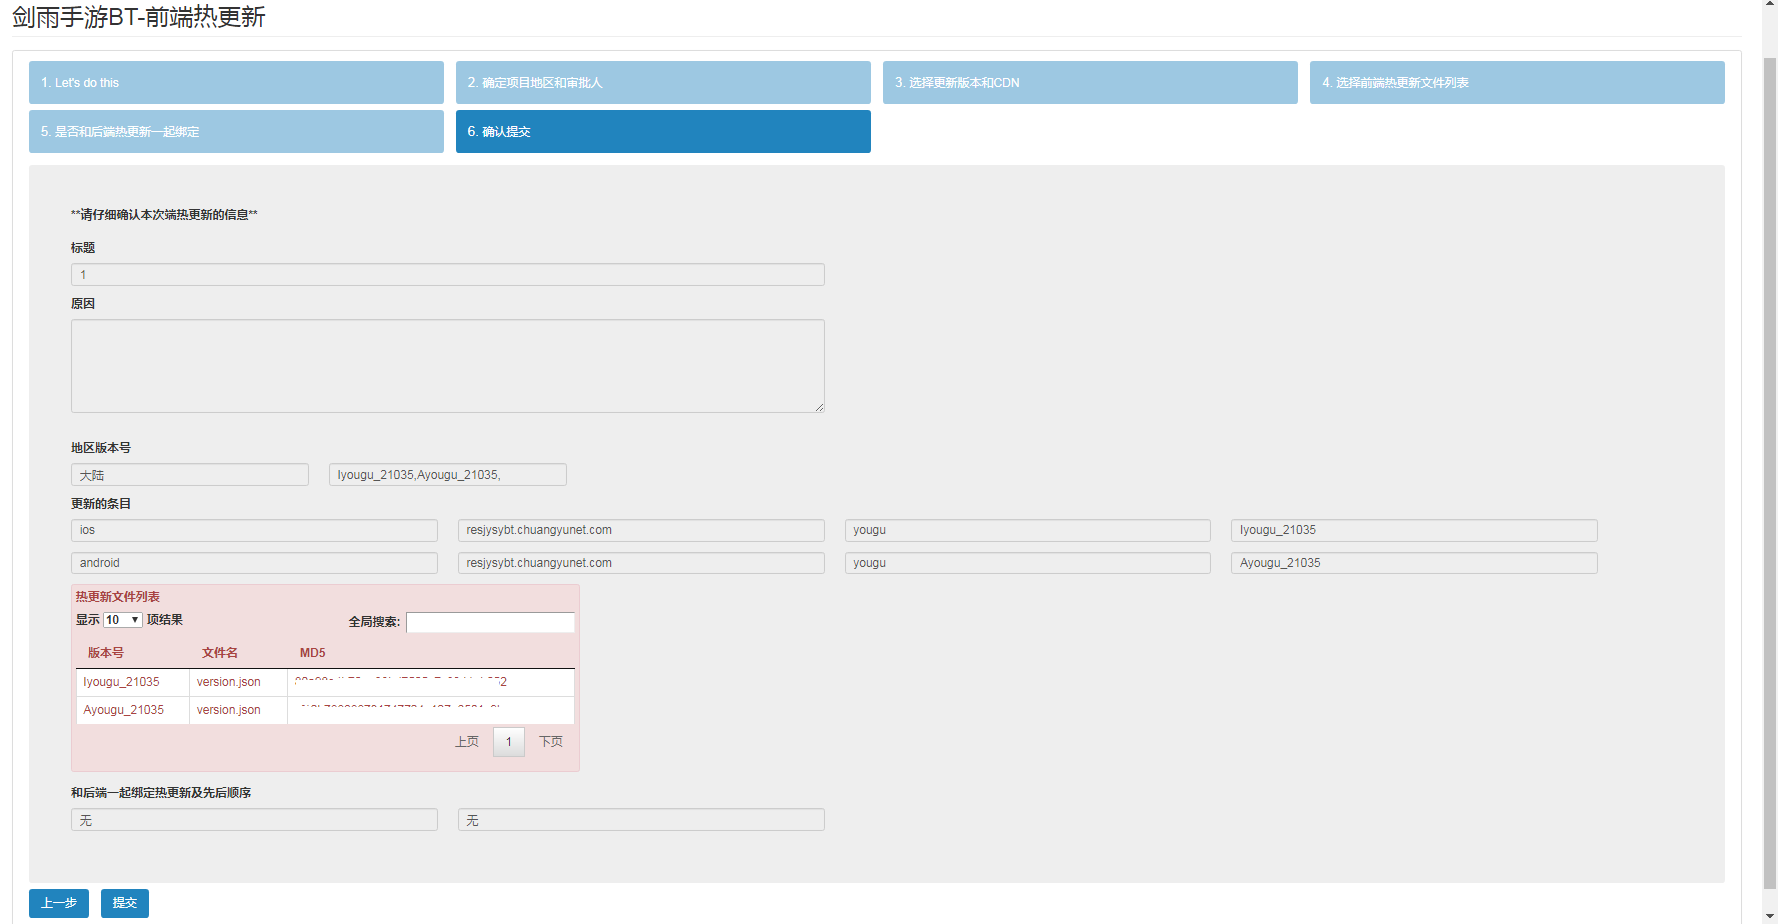 剑雨手游BT-前端热更新
1. Let's do this
2. 确定项目地区和审批人
3. 选择更新版本和CDN
4. 选择前端热更新文件列表
5. 是否和后端热更新一起绑定
6. 确认提交
**请仔细确认本次端热更新的信息**
标题
1
原因
地区版本号
大陆 Iyougu_21035,Ayougu_21035,
更新的条目
ios resjysybt.chuangyunet.com yougu Iyougu_21035
android resjysybt.chuangyunet.com yougu Ayougu_21035
热更新文件列表
显示 10 项结果 全局搜索:
版本号 文件名 MD5
Iyougu_21035 version.json
Ayougu_21035 version.json
上页 1 下页
和后端一起绑定热更新及先后顺序
无 无
上一步 提交